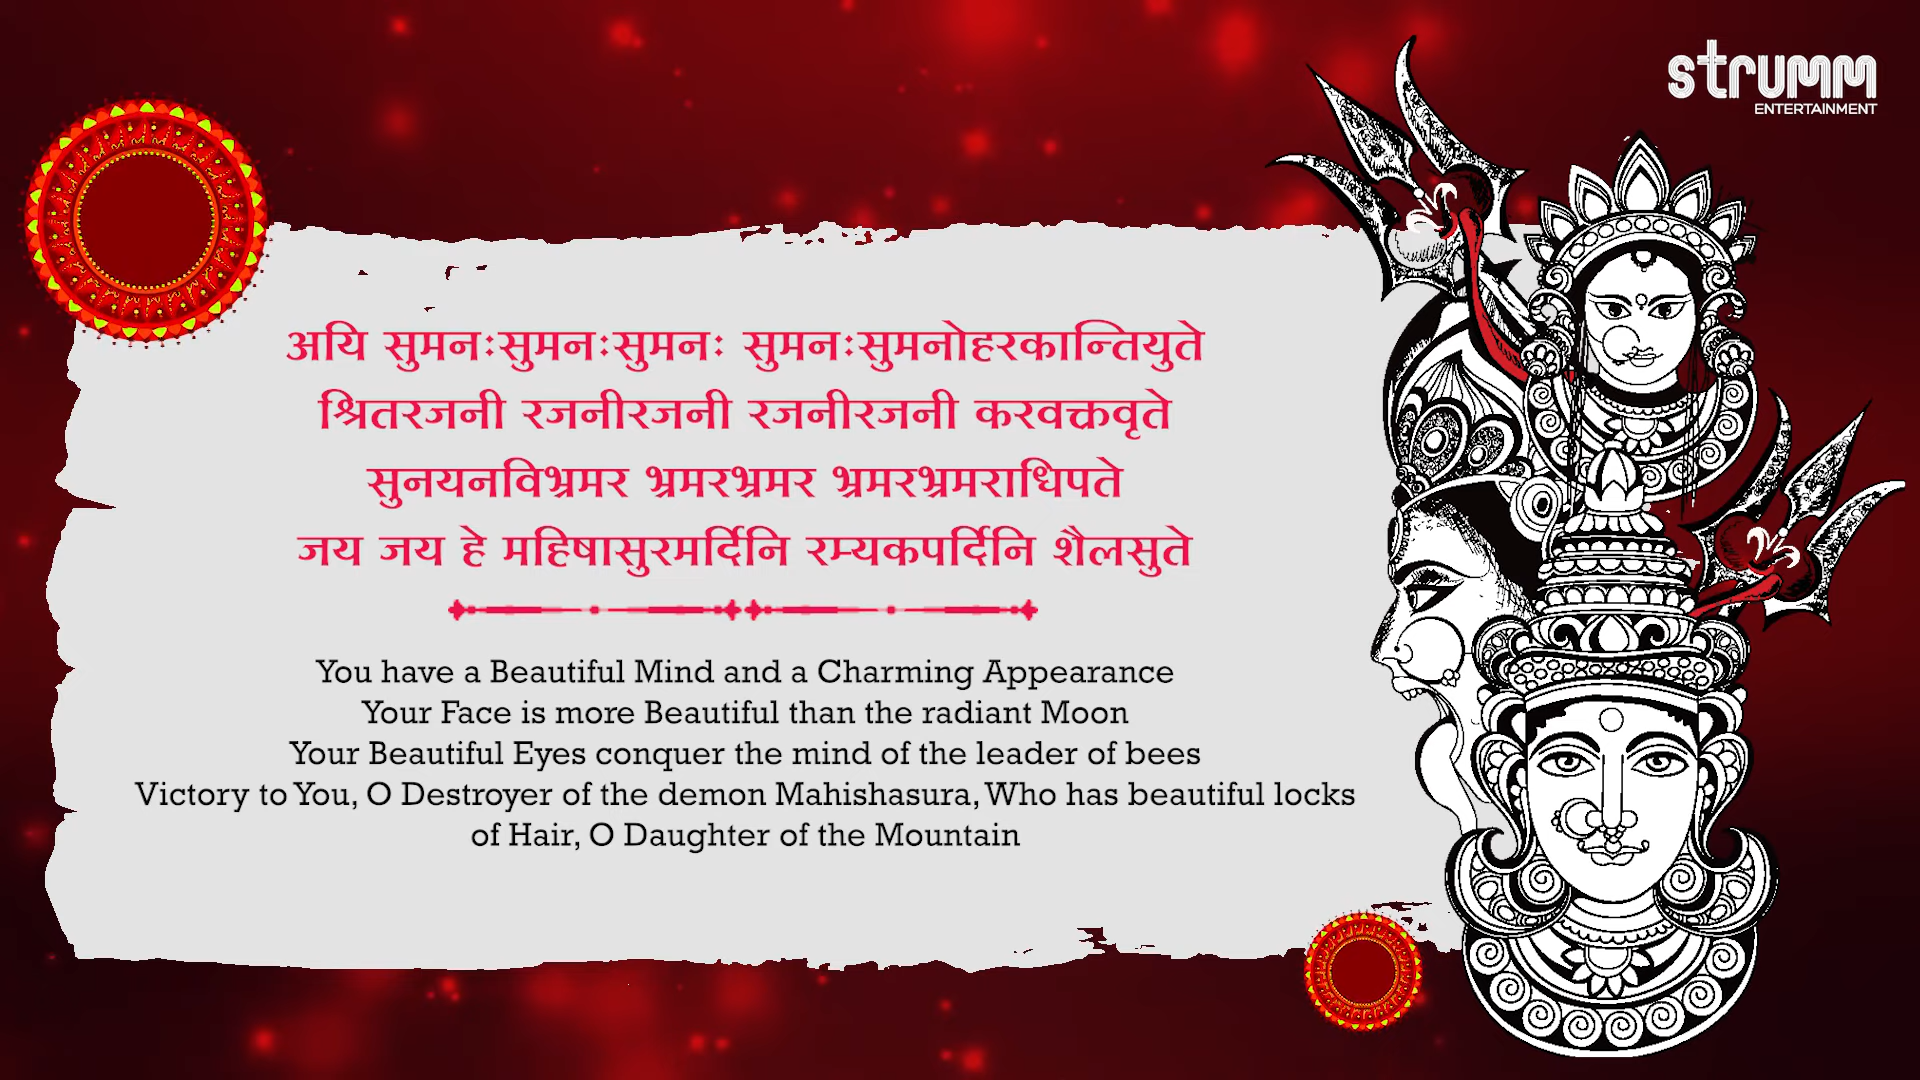 strumm
ENTERTAINMENT
अयि सुमनःसुमनःसुमनः सुमनःसुमनोहरकान्तियुते
श्रितरजनी रजनीरजनी रजनीरजनी करवक्त्रवृते
सुनयनविभ्रमर भ्रमरभ्रमर भ्रमरभ्रमराधिपते
जय जय हे महिषासुरमर्दिनि रम्यकपर्दिनि शैलसुते
You have a Beautiful Mind and a Charming Appearance
Your Face is more Beautiful than the radiant Moon
Your Beautiful Eyes conquer the mind of the leader of bees
Victory to You, O Destroyer of the demon Mahishasura, Who has beautiful locks
of Hair, O Daughter of the Mountain